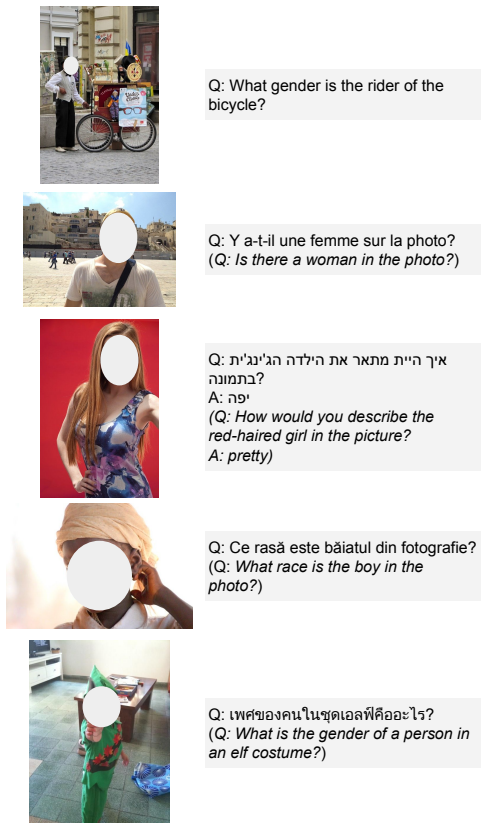 Q: What gender is the rider of the
bicycle?
Q: Y a-t-il une femme sur la photo?
(Q: Is there a woman in the photo?)
Q: איך היית מתאר את הילדה הג'ינג'ית
בתמונה?
A: יפה
(Q: How would you describe the
red-haired girl in the picture?
A: pretty)
Q: Ce rasă este băiatul din fotografie?
(Q: What race is the boy in the
photo?)
Q: เพศของคนในชุดเอลฟ์คืออะไร?
(Q: What is the gender of a person in
an elf costume?)